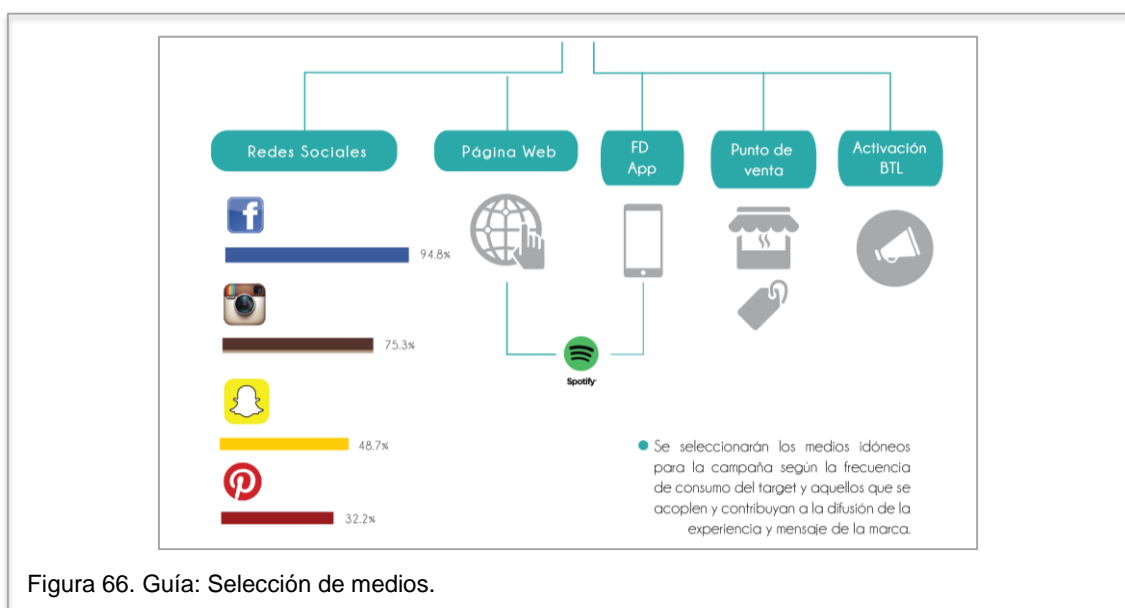 Redes Sociales
Página Web
FD
App
Punto de
venta
Activación
BTL
94.8%
75.3%
48.7%
32.2%
Spotify
Se seleccionarán los medios idóneos
para la campaña según la frecuencia
de consumo del target y aquellos que se
acoplen y contribuyan a la difusión de la
experiencia y mensaje de la marca.
Figura 66. Guía: Selección de medios.